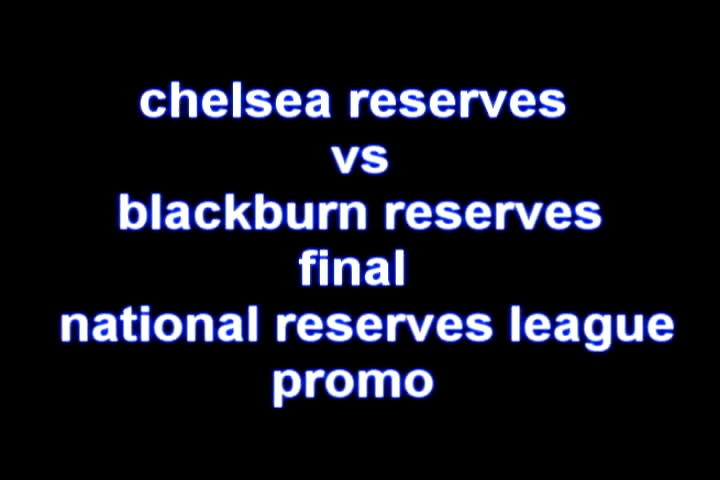 chelsea reserves
vs
blackburn reserves
final
national reserves league
promo